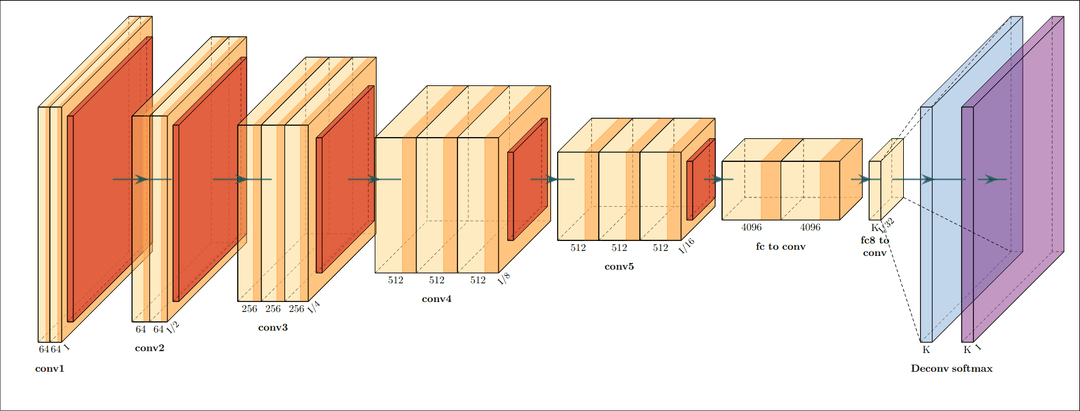 64 64 I
conv1
64 64 1/2
conv2
256 256 256 1/4
conv3
512 512 512 1/8
conv4
512 512 512 1/16
conv5
4096 4096
fc to conv
K 1/32
fc8 to
conv
K
K I
Deconv softmax